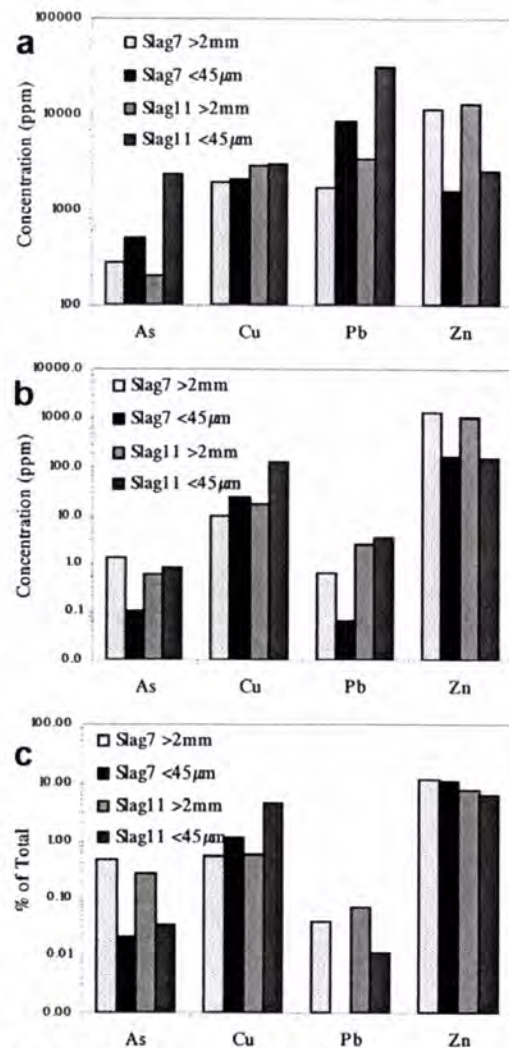 a
100000
10000
1000
100
Concentration (ppm)
Slag7 >2mm
Slag7 <45μm
Slag11 >2mm
Slag11 <45μm
As Cu Pb Zn
b
10000.0
1000.0
100.0
10.0
1.0
0.1
0.0
Concentration (ppm)
Slag7 >2mm
Slag7 <45μm
Slag11 >2mm
Slag11 <45μm
As Cu Pb Zn
c
100.00
10.00
1.00
0.10
0.01
0.00
% of Total
Slag7 >2mm
Slag7 <45μm
Slag11 >2mm
Slag11 <45μm
As Cu Pb Zn